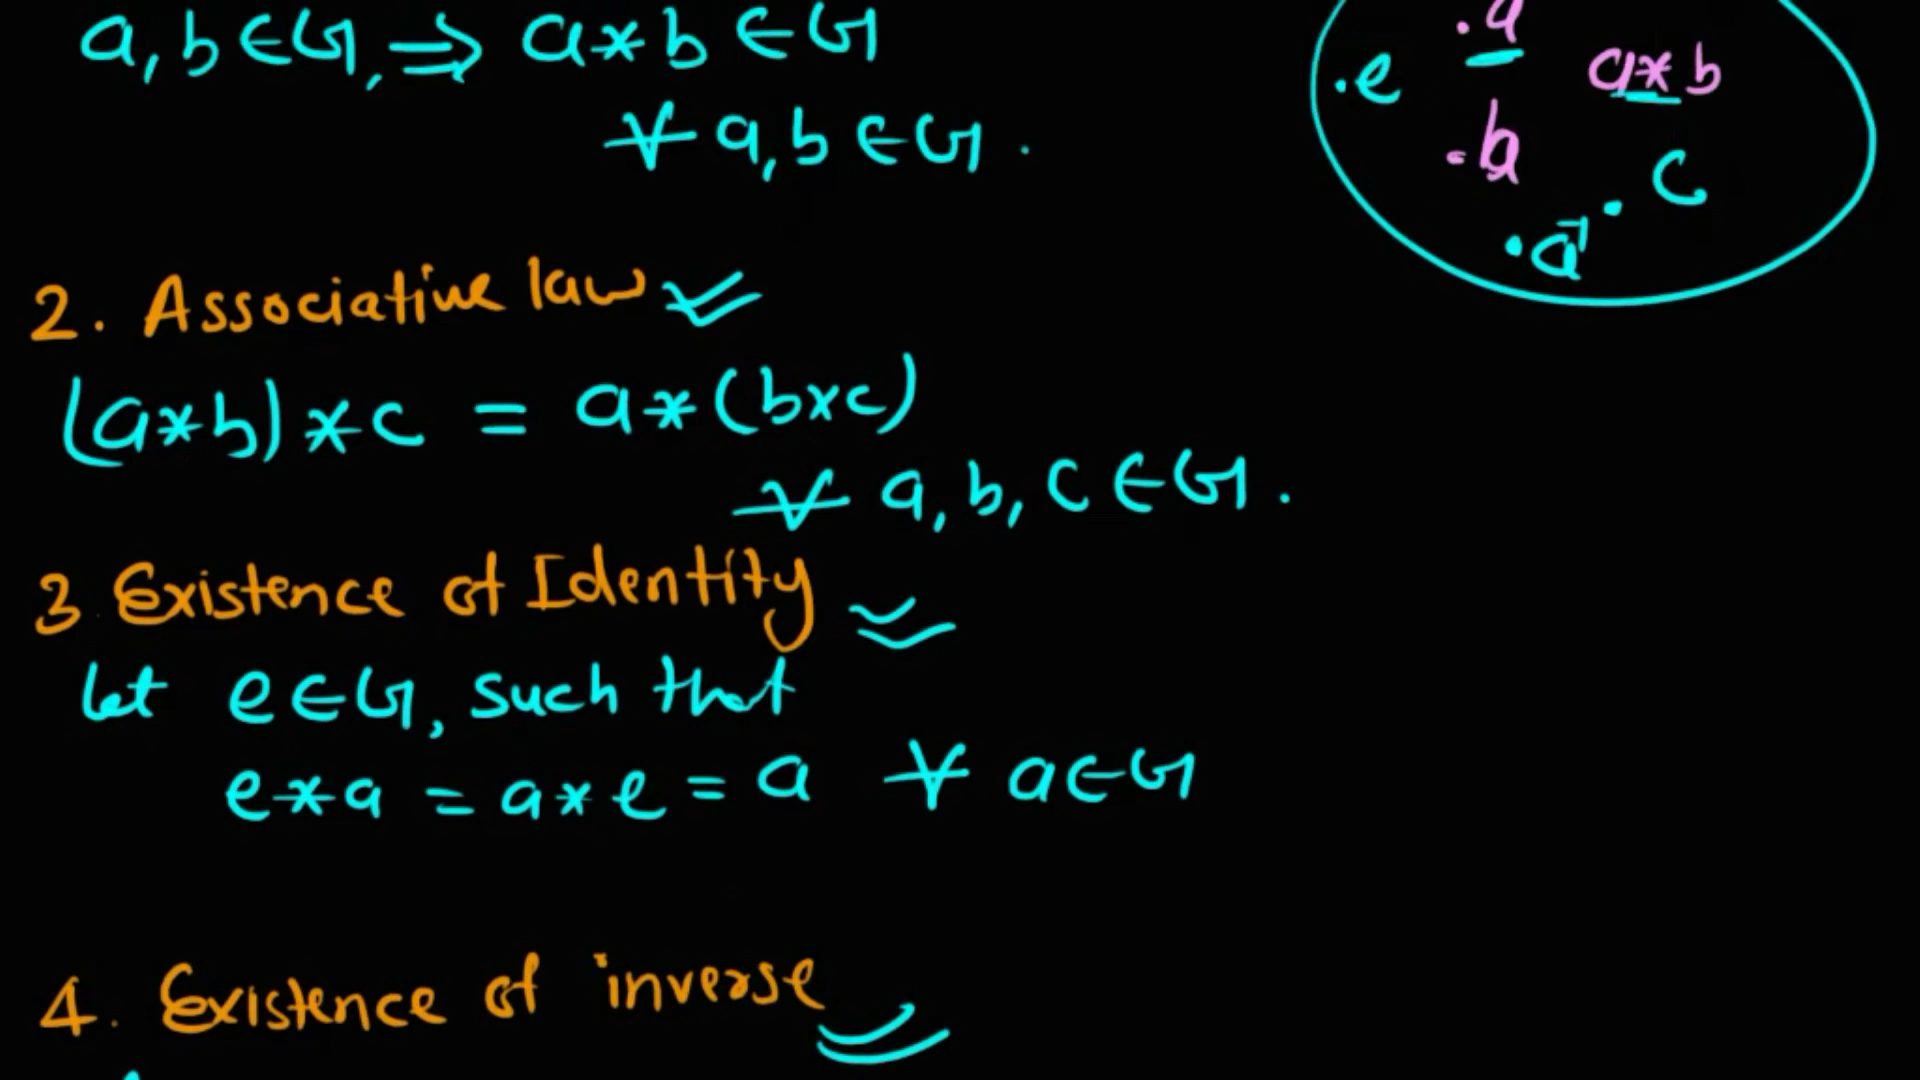 a, b ∈ G, ⇒ a * b ∈ G
∀ a, b ∈ G.
2. Associative law
(a * b) * c = a * (b * c)
∀ a, b, c ∈ G.
3. Existence of Identity
let e ∈ G, such that
e * a = a * e = a ∀ a ∈ G
4. Existence of inverse
.a
.e
a * b
.b
. c
.a⁻¹